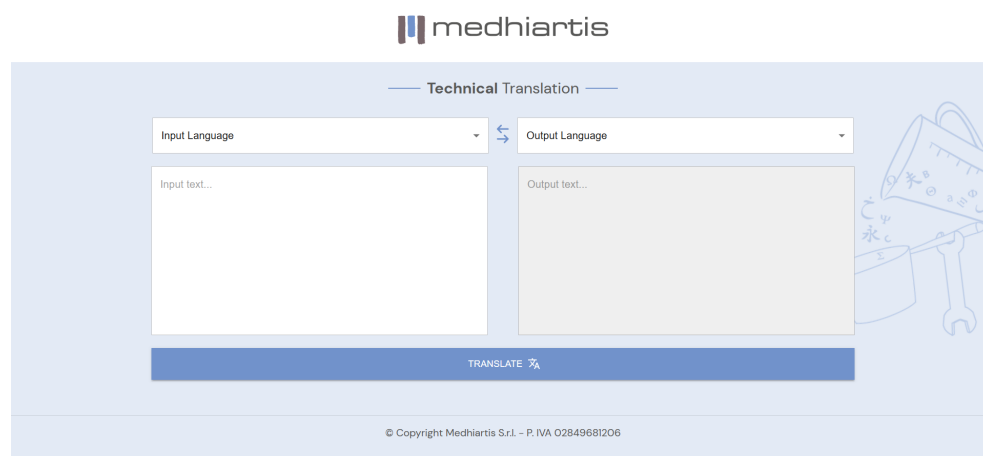 medhiartis
Technical Translation
Input Language
Output Language
Input text...
Output text...
TRANSLATE
© Copyright Medhiartis S.r.l. - P. IVA 02849681206